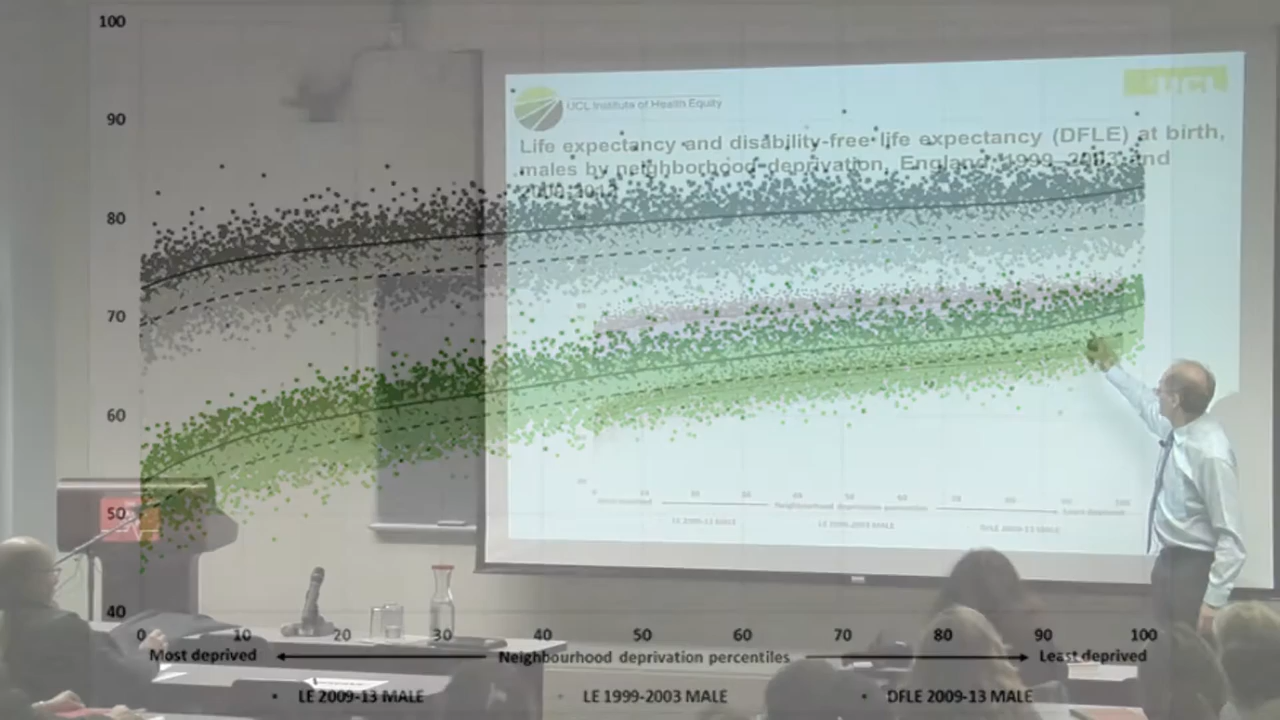 100
UCL Institute of Health Equity
UCL
90
Life expectancy and disability-free life expectancy (DFLE) at birth,
males by neighborhood deprivation, England, 1999-2003 and
80
70
60
50
40
0 10 20 30 40 50 60 70 80 90 100
Most deprived Neighbourhood deprivation percentiles Least deprived
LE 2009-13 MALE LE 1999-2003 MALE DFLE 2009-13 MALE